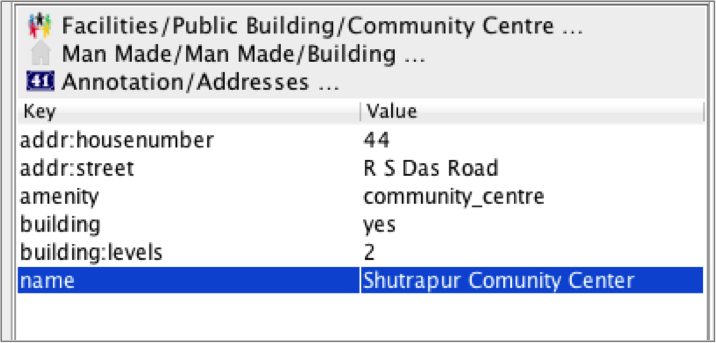 Facilities/Public Building/Community Centre ...
Man Made/Man Made/Building ...
41 Annotation/Addresses ...
Key Value
addr:housenumber 44
addr:street R S Das Road
amenity community_centre
building yes
building:levels 2
name Shutrapur Comunity Center